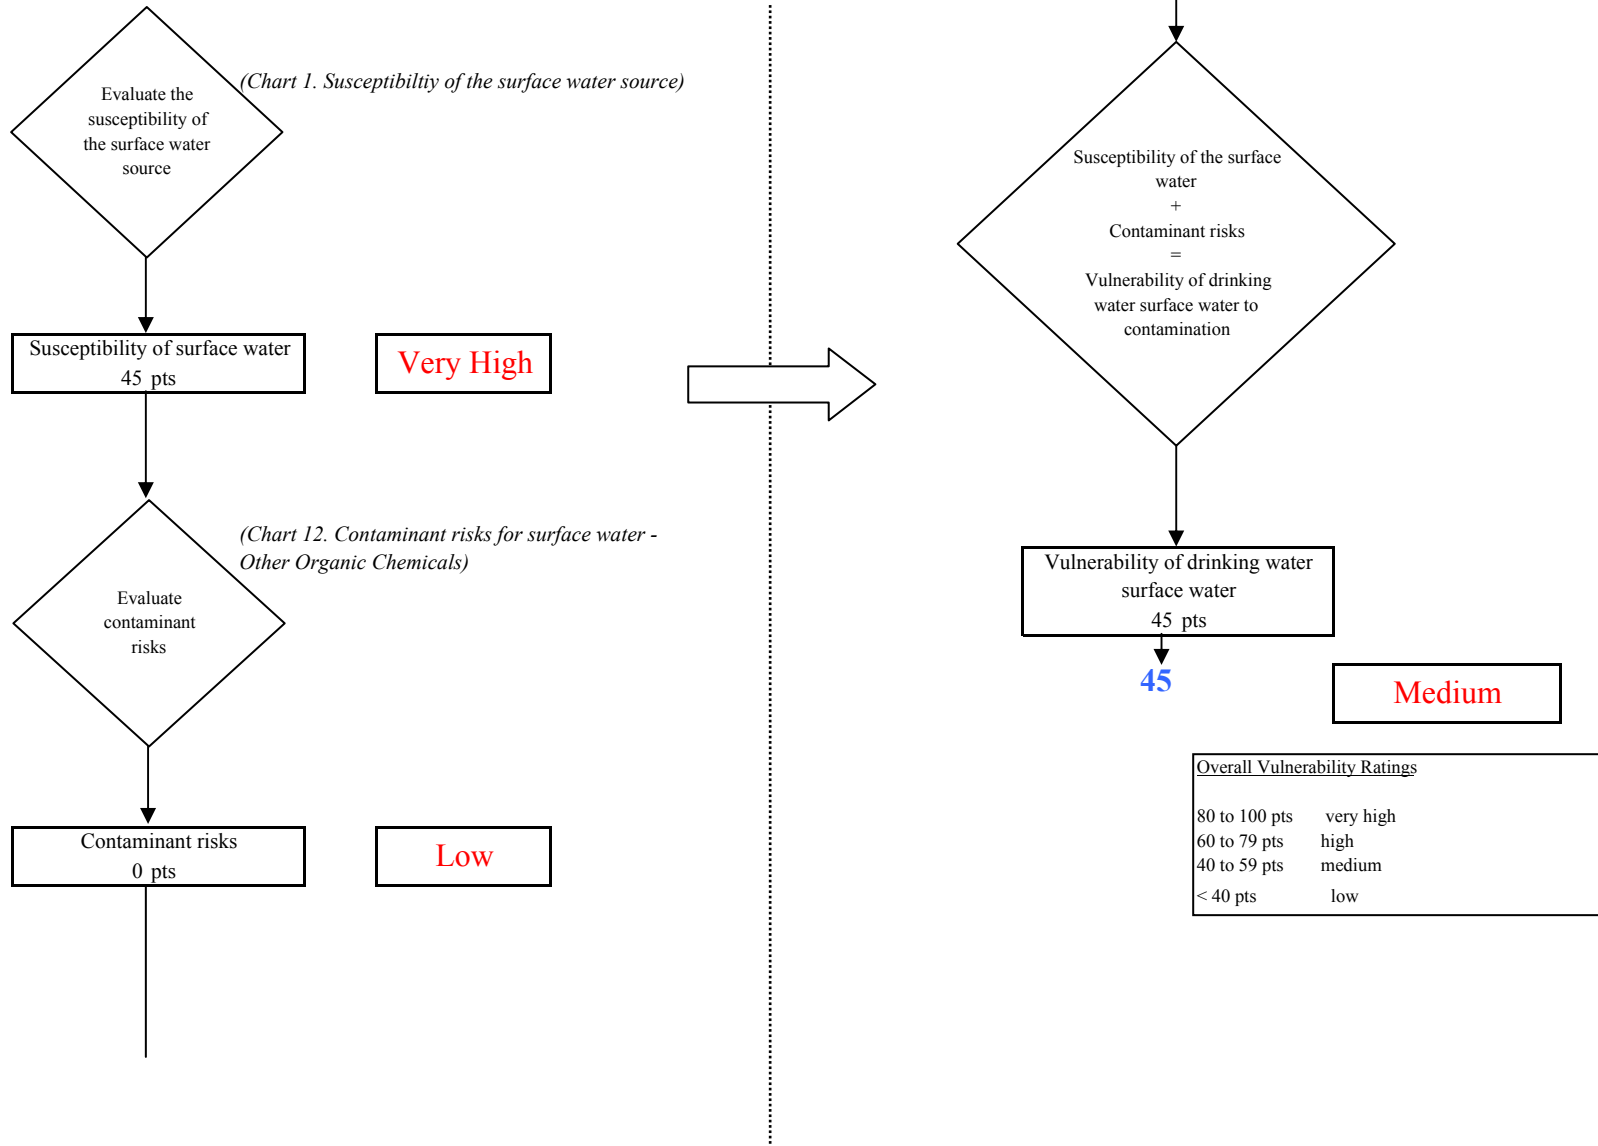 Evaluate the
susceptibility of
the surface water
source
(Chart 1. Susceptibiltiy of the surface water source)
Susceptibility of surface water
45 pts
Very High
(Chart 12. Contaminant risks for surface water -
Other Organic Chemicals)
Evaluate
contaminant
risks
Contaminant risks
0 pts
Low
Susceptibility of the surface
water
+
Contaminant risks
=
Vulnerability of drinking
water surface water to
contamination
Vulnerability of drinking water
surface water
45 pts
45
Medium
Overall Vulnerability Ratings
80 to 100 pts very high
60 to 79 pts high
40 to 59 pts medium
< 40 pts low